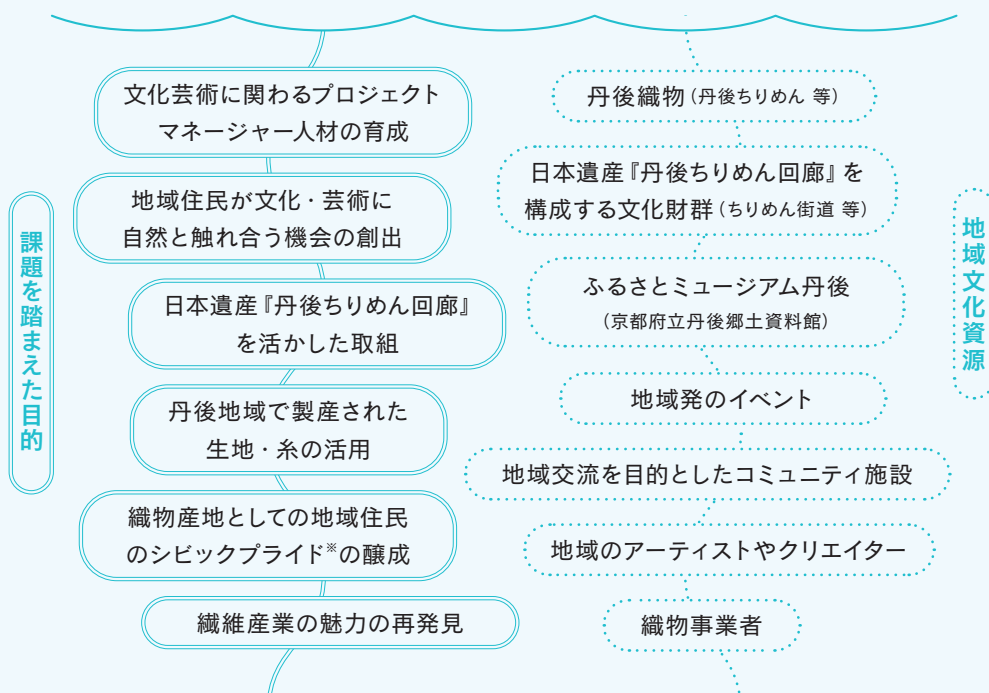 課題を踏まえた目的
文化芸術に関わるプロジェクト
マネージャー人材の育成
地域住民が文化・芸術に
自然と触れ合う機会の創出
日本遺産『丹後ちりめん回廊』
を活かした取組
丹後地域で製産された
生地・糸の活用
織物産地としての地域住民
のシビックプライド※の醸成
繊維産業の魅力の再発見
地域文化資源
丹後織物（丹後ちりめん 等）
日本遺産『丹後ちりめん回廊』を
構成する文化財群（ちりめん街道 等）
ふるさとミュージアム丹後
（京都府立丹後郷土資料館）
地域発のイベント
地域交流を目的としたコミュニティ施設
地域のアーティストやクリエイター
織物事業者